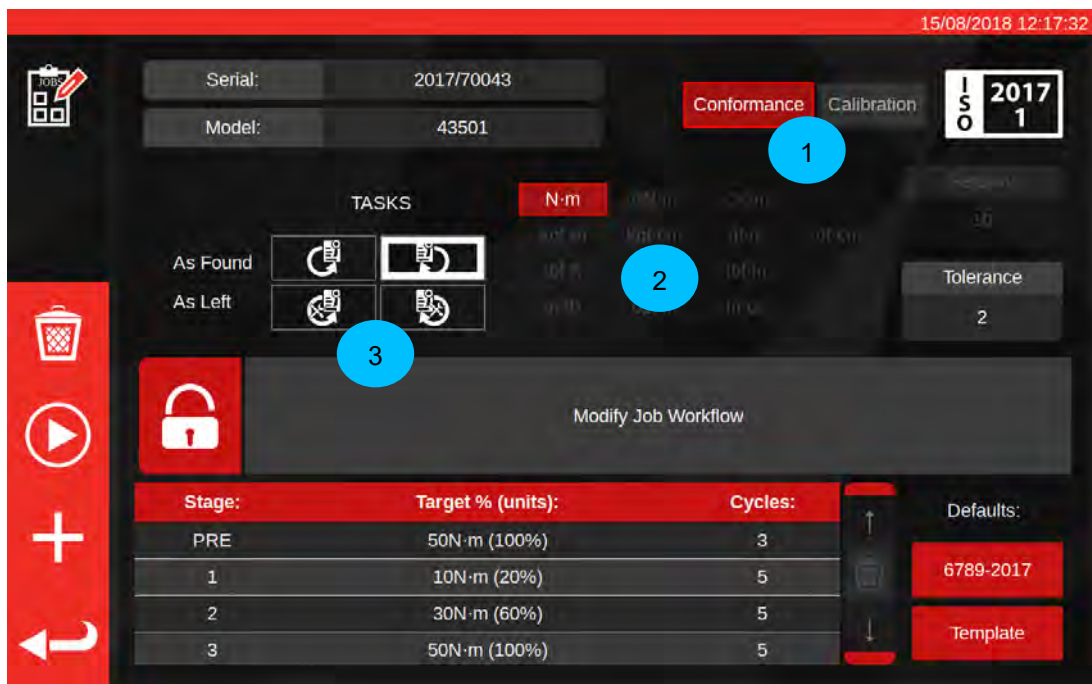 15/08/2018 12:17:32
JOBS
Serial: 2017/70043
Model: 43501
Conformance Calibration
ISO 2017 1
1
TASKS
N·m
As Found
As Left
2
3
Tolerance
2
Modify Job Workflow
Stage: Target % (units): Cycles:
PRE 50N·m (100%) 3
1 10N·m (20%) 5
2 30N·m (60%) 5
3 50N·m (100%) 5
Defaults:
6789-2017
Template